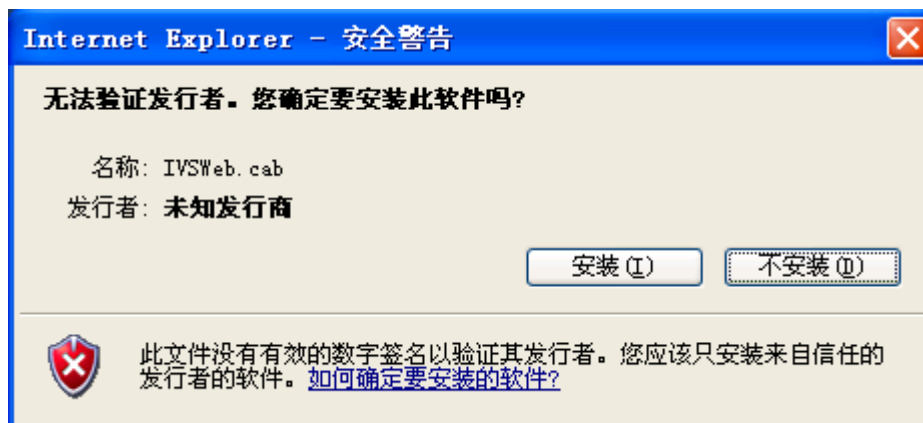 Internet Explorer - 安全警告
无法验证发行者。您确定要安装此软件吗?
名称: IVSWeb.cab
发行者: 未知发行商
安装(I) 不安装(D)
此文件没有有效的数字签名以验证其发行者。您应该只安装来自信任的
发行者的软件。如何确定要安装的软件?